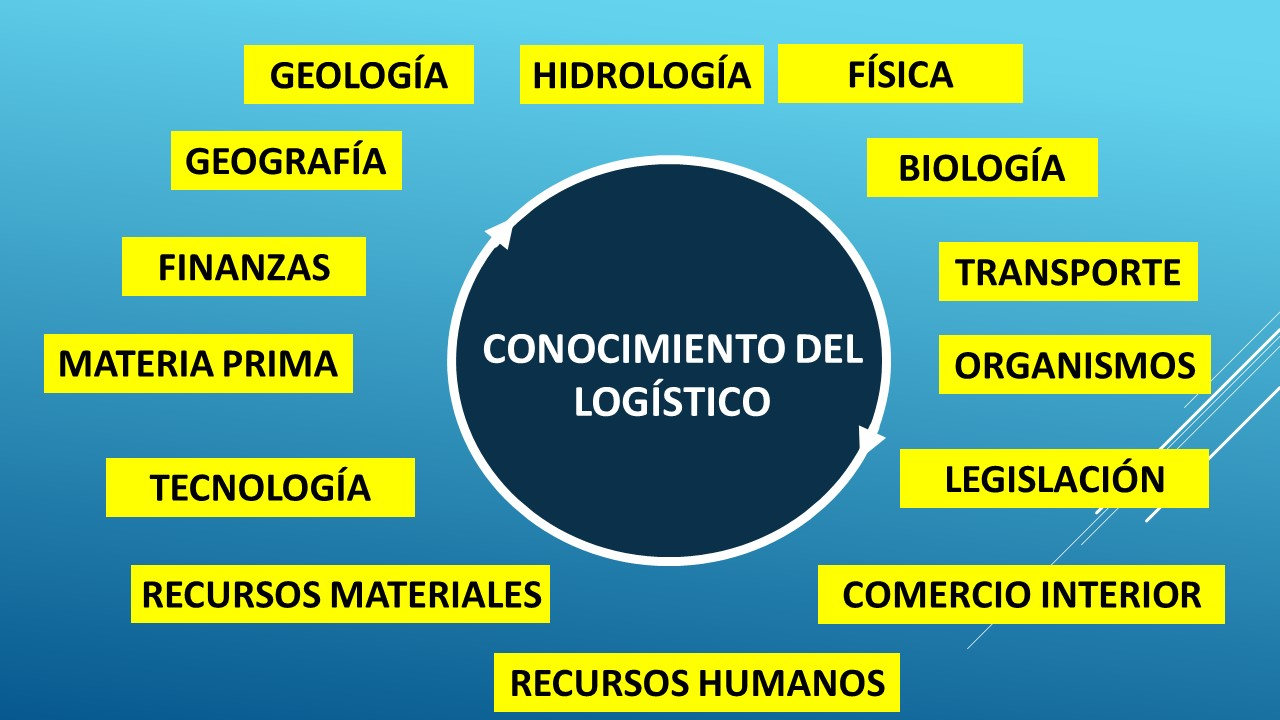 GEOLOGÍA
HIDROLOGÍA
FÍSICA
GEOGRAFÍA
BIOLOGÍA
FINANZAS
TRANSPORTE
CONOCIMIENTO DEL
LOGÍSTICO
MATERIA PRIMA
ORGANISMOS
TECNOLOGÍA
LEGISLACIÓN
RECURSOS MATERIALES
COMERCIO INTERIOR
RECURSOS HUMANOS